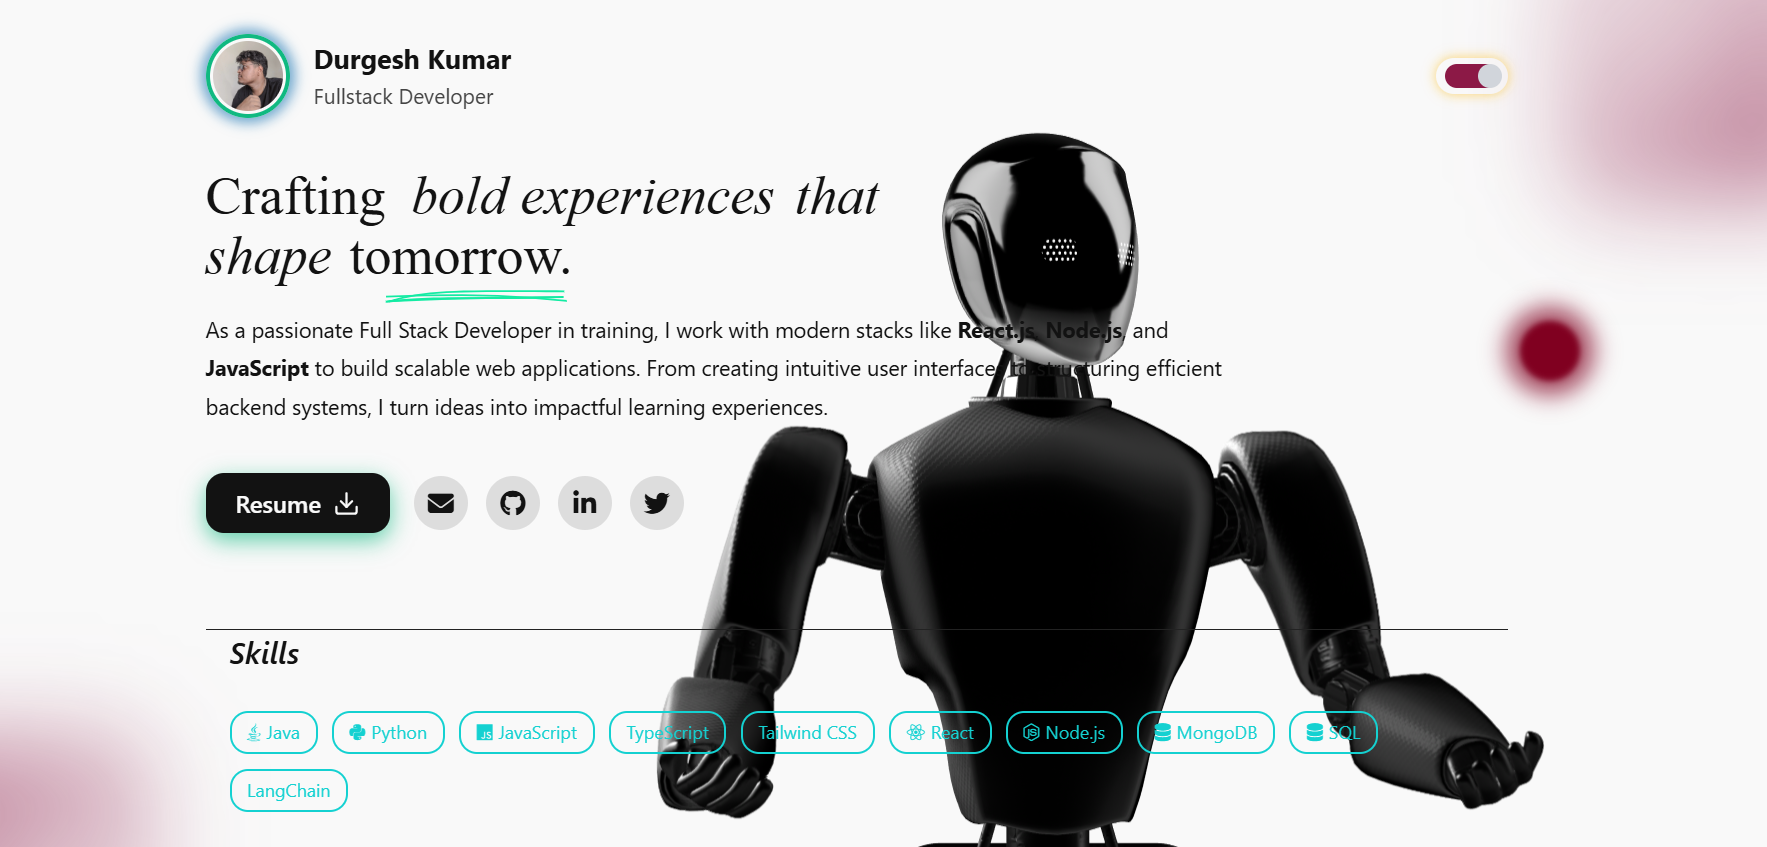 Durgesh Kumar
Fullstack Developer
Crafting bold experiences that
shape tomorrow.
As a passionate Full Stack Developer in training, I work with modern stacks like React.js, Node.js, and
JavaScript to build scalable web applications. From creating intuitive user interfaces to structuring efficient
backend systems, I turn ideas into impactful learning experiences.
Resume
Skills
Java Python JavaScript TypeScript Tailwind CSS React Node.js MongoDB SQL
LangChain